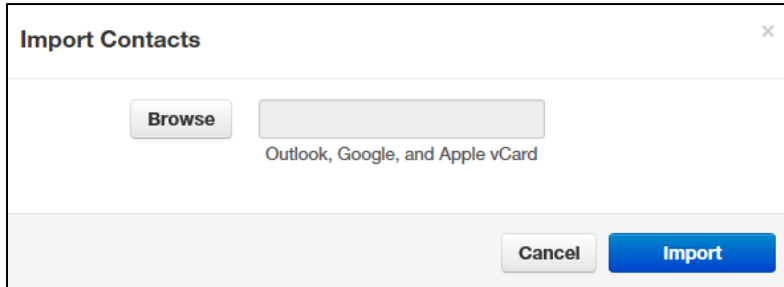 Import Contacts
×
Browse
Outlook, Google, and Apple vCard
Cancel Import